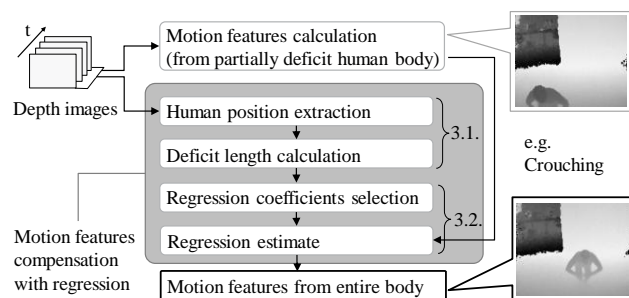 t
Depth images
Motion features calculation
(from partially deficit human body)
Human position extraction
Deficit length calculation
3.1.
Regression coefficients selection
Regression estimate
3.2.
Motion features from entire body
Motion features
compensation
with regression
e.g.
Crouching